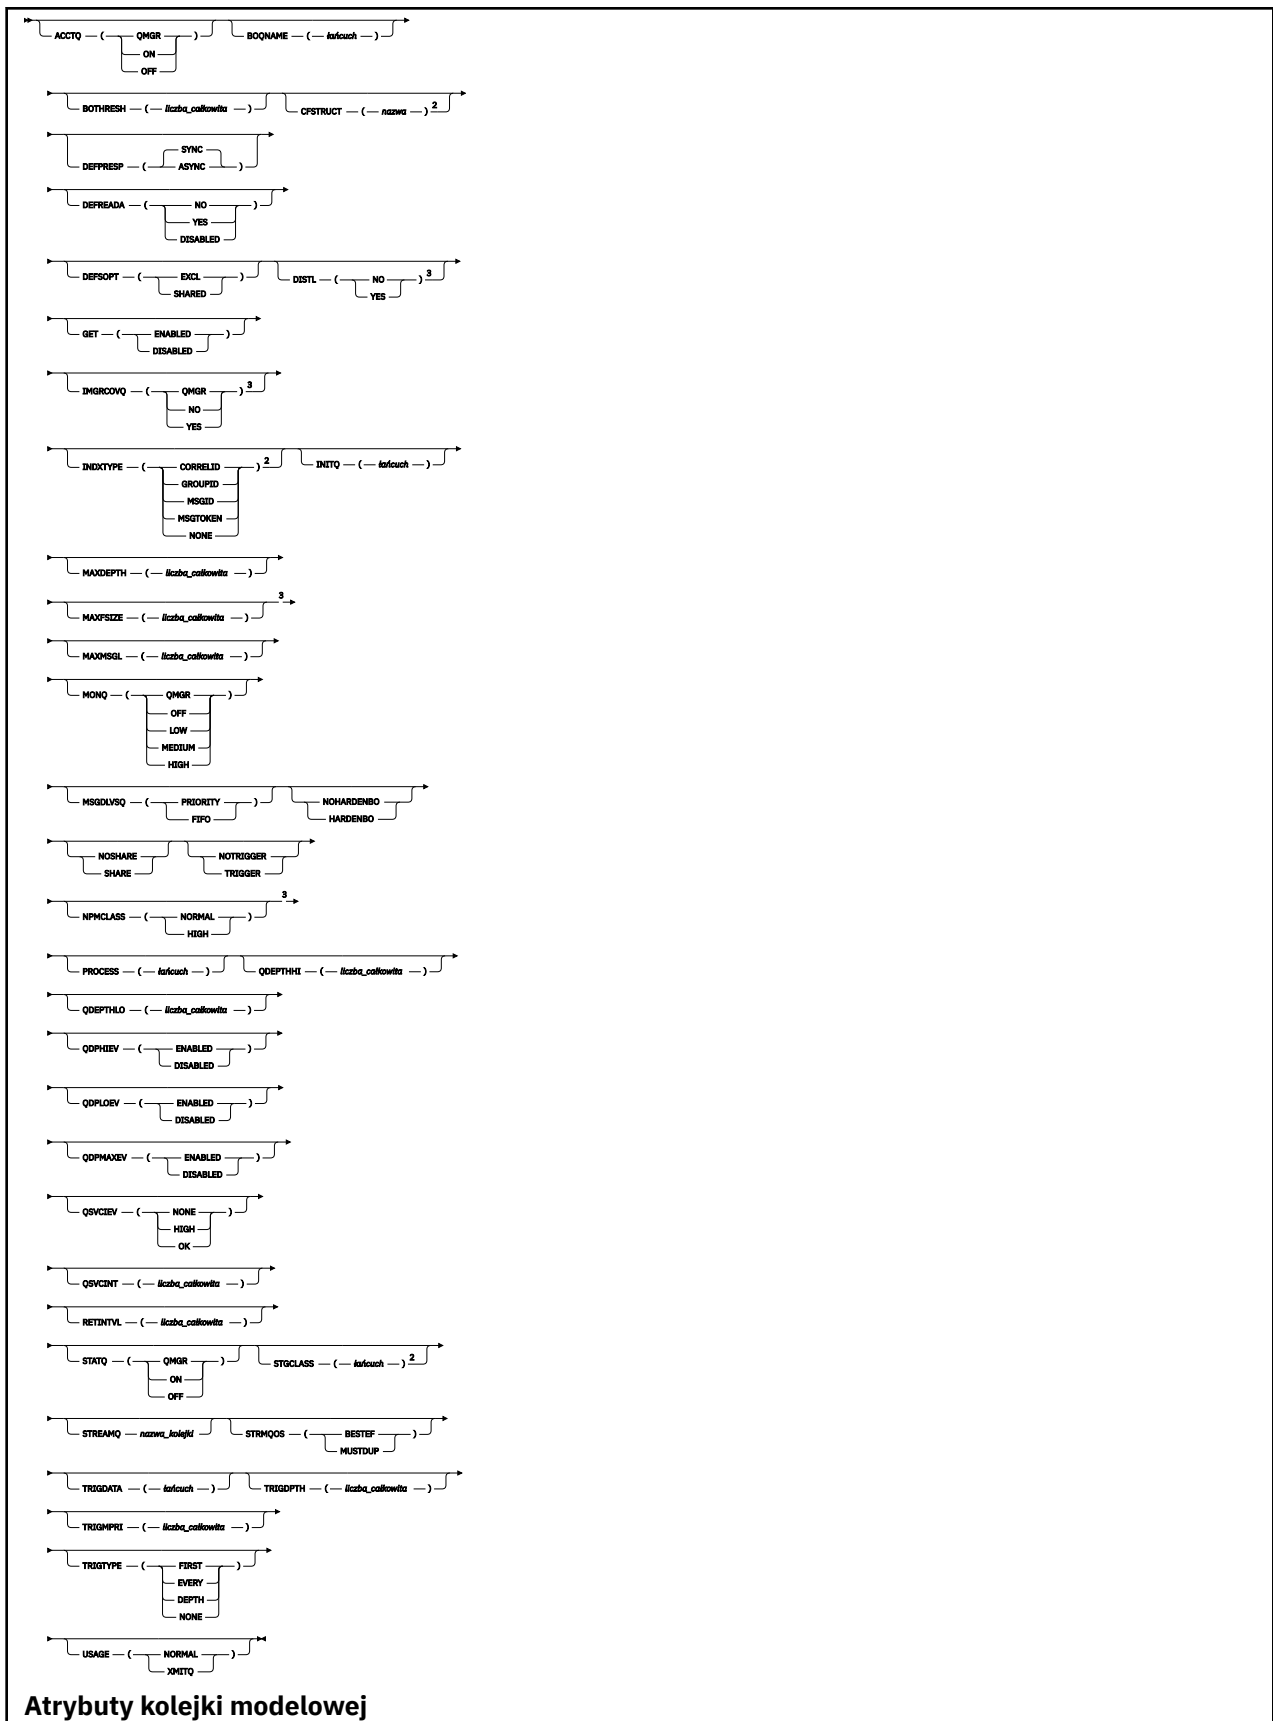 ACCTQ — ( QMGR ) BOQNAME — ( — łańcuch — )
ON
OFF
BOTHRESH — ( — liczba_całkowita — ) CFSTRUCT — ( — nazwa — ) 2
SYNC
DEFPRESP — ( ASYNC — )
DEFREADA — ( NO )
YES
DISABLED
DEFSOPT — ( EXCL ) DISTL — ( NO ) 3
SHARED YES
GET — ( ENABLED — )
DISABLED
IMGRCOVQ — ( QMGR ) 3
NO
YES
INDXTYPE — ( CORRELID ) 2 INITQ — ( — łańcuch — )
GROUPID
MSGID
MSGTOKEN
NONE
MAXDEPTH — ( — liczba_całkowita — )
MAXFSIZE — ( — liczba_całkowita — ) 3
MAXMSGL — ( — liczba_całkowita — )
MONQ — ( QMGR — )
OFF
LOW
MEDIUM
HIGH
MSGDLVSQ — ( PRIORITY ) NOHARDENBO
FIFO HARDENBO
NOSHARE NOTRIGGER
SHARE TRIGGER
NPMCLASS — ( NORMAL ) 3
HIGH
PROCESS — ( — łańcuch — ) QDEPTHHI — ( — liczba_całkowita — )
QDEPTHLO — ( — liczba_całkowita — )
QDPHIEV — ( ENABLED )
DISABLED
QDPLOEV — ( ENABLED )
DISABLED
QDPMAXEV — ( ENABLED )
DISABLED
QSVCIEV — ( NONE — )
HIGH
OK
QSVCINT — ( — liczba_całkowita — )
RETINTVL — ( — liczba_całkowita — )
STATQ — ( QMGR ) STGCLASS — ( — łańcuch — ) 2
ON
OFF
STREAMQ — nazwa_kolejki STRMQOS — ( BESTEF )
MUSTDUP
TRIGDATA — ( — łańcuch — ) TRIGDPTH — ( — liczba_całkowita — )
TRIGMPRI — ( — liczba_całkowita — )
TRIGTYPE — ( FIRST )
EVERY
DEPTH
NONE
USAGE — ( NORMAL )
XMITQ
Atrybuty kolejki modelowej